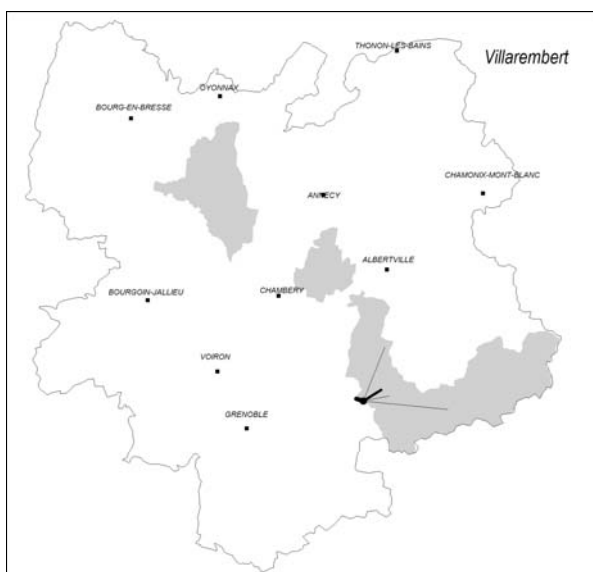 THONON-LES-BAINS
Villarembert
OYONNAX
BOURG-EN-BRESSE
CHAMONIX-MONT-BLANC
ANNECY
ALBERTVILLE
BOURGOIN-JALLIEU
CHAMBERY
VOIRON
GRENOBLE